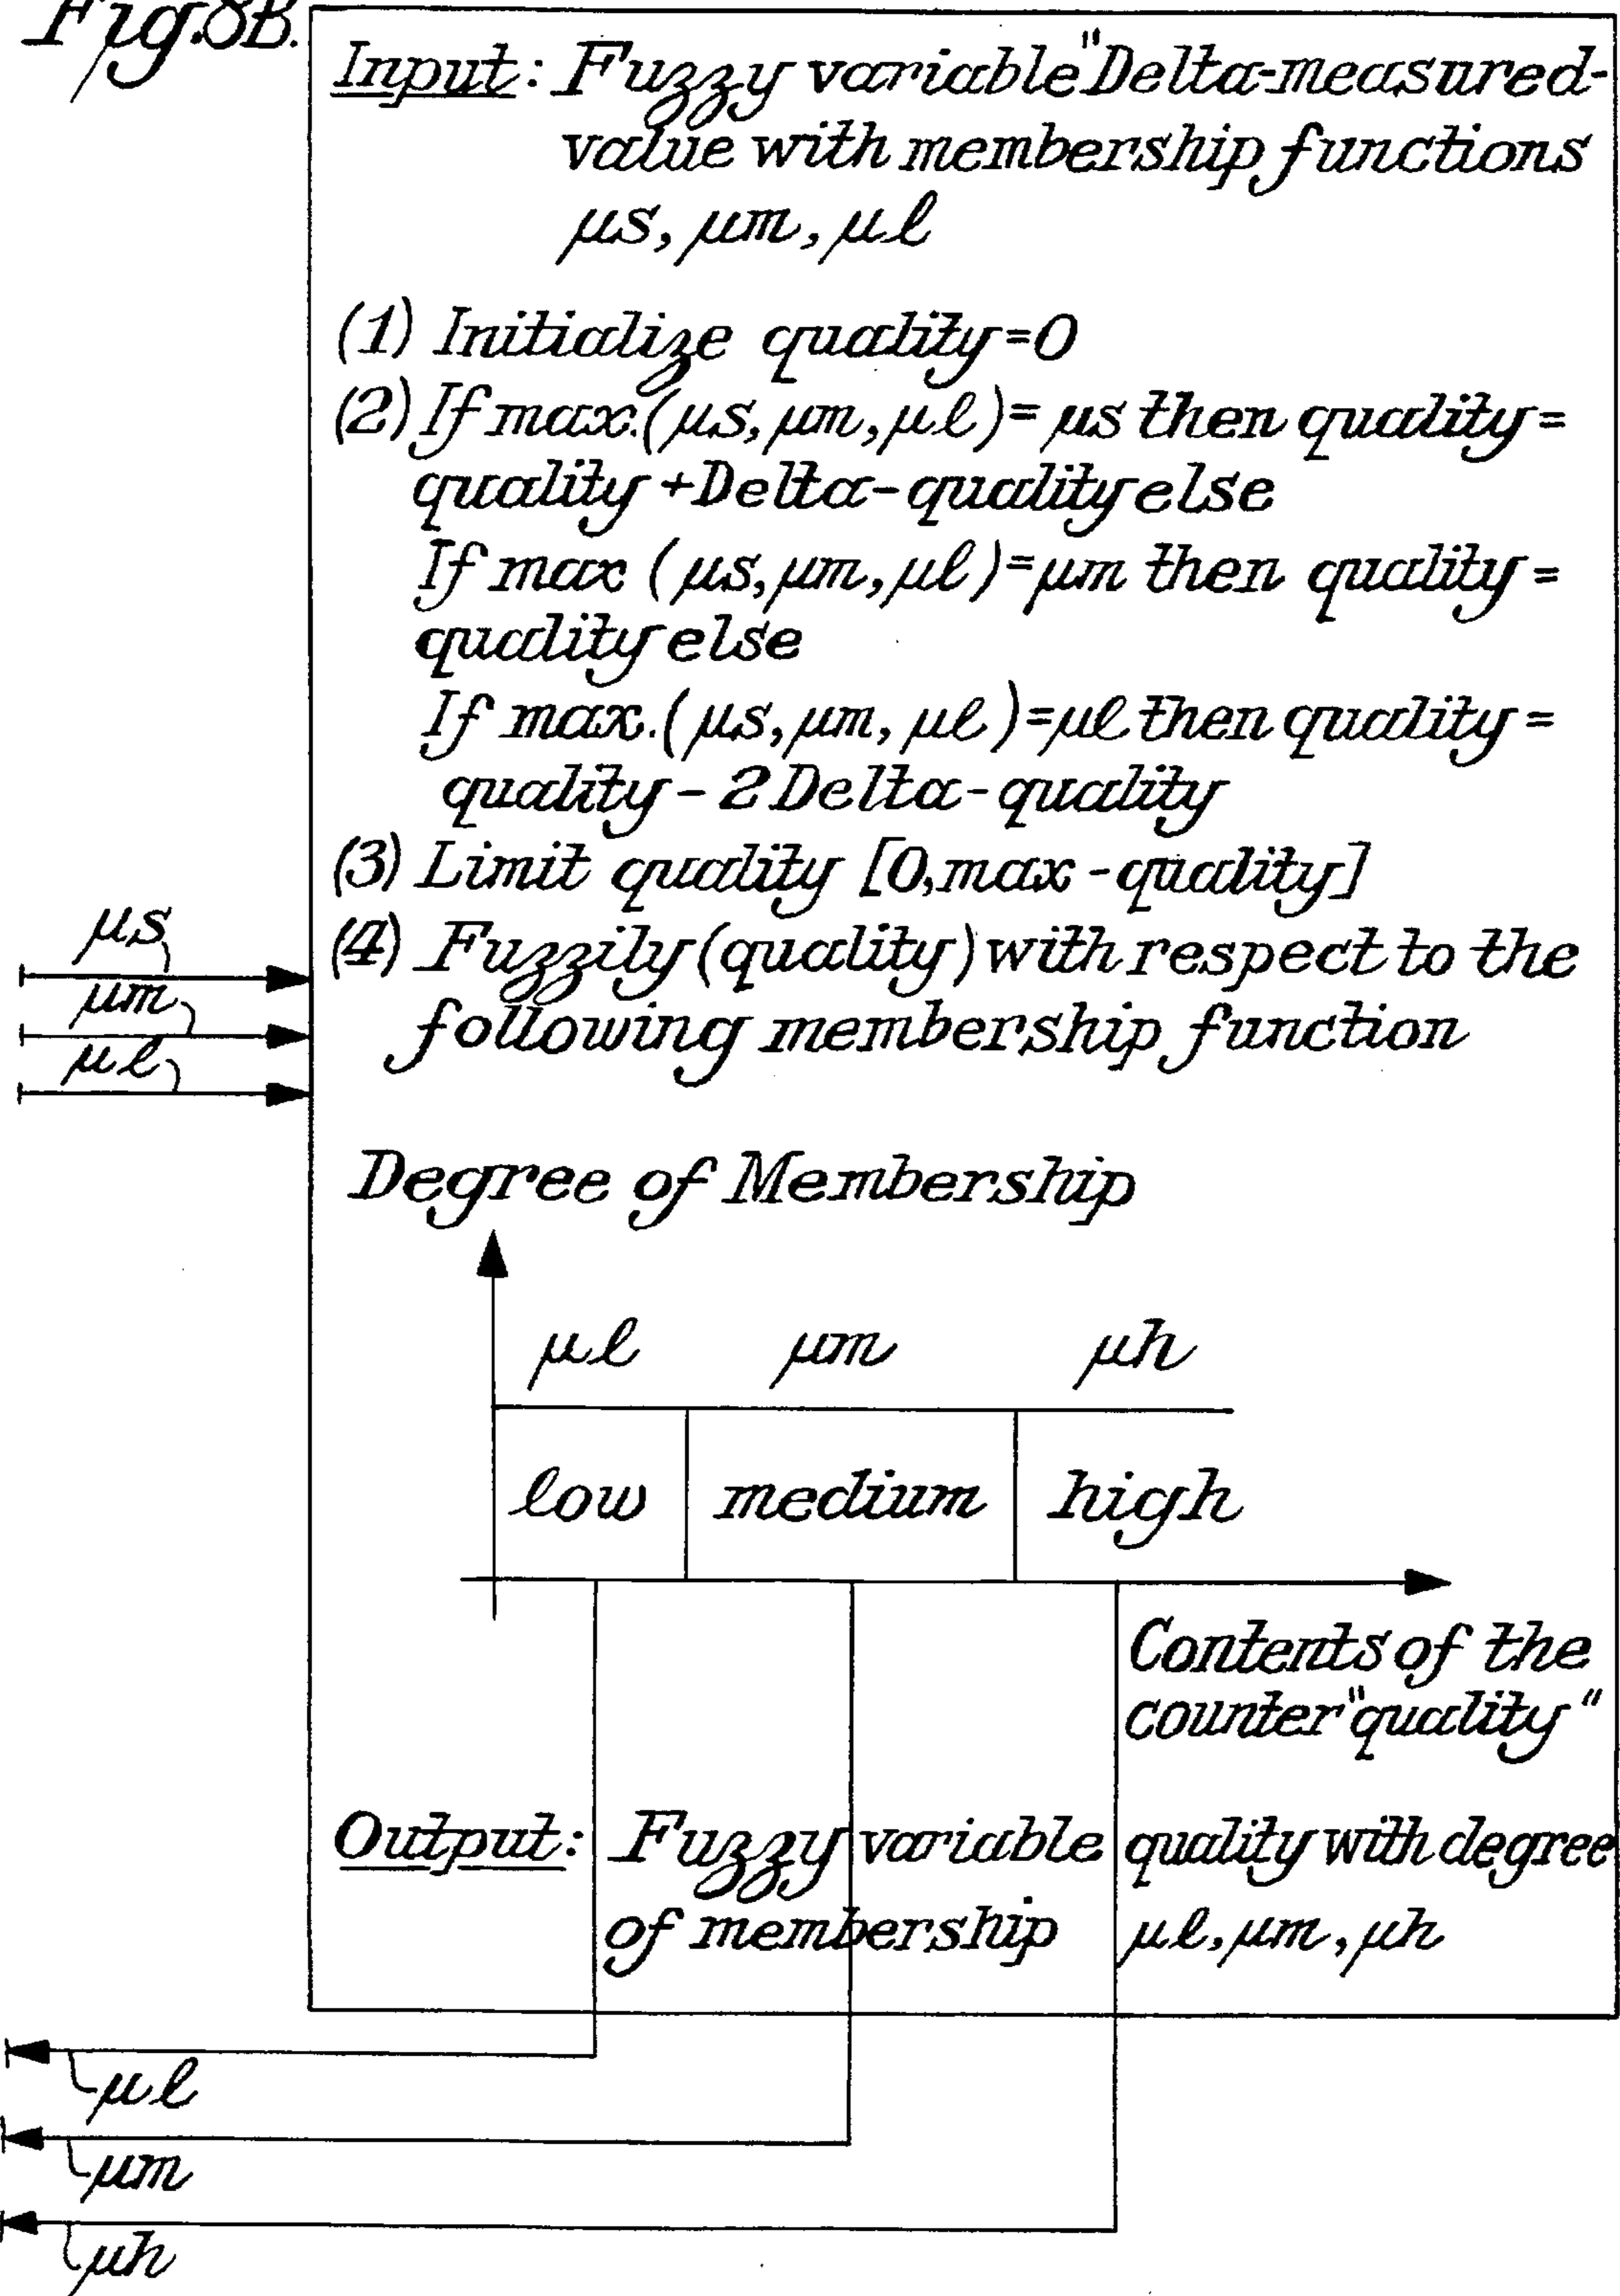 Fig. 8B.
Input: Fuzzy variable "Delta-measured-
value with membership functions
μs, μm, μl
(1) Initialize quality=0
(2) If max.(μs, μm, μl)= μs then quality=
quality +Delta-quality else
If max (μs, μm, μl)=μm then quality=
quality else
If max.(μs, μm, μl)=μl then quality=
quality - 2 Delta-quality
(3) Limit quality [0, max-quality]
(4) Fuzzily (quality) with respect to the
following membership function
μs
μm
μl
Degree of Membership
μl μm μh
low medium high
Contents of the
counter "quality"
Output: Fuzzy variable quality with degree
of membership μl, μm, μh
μl
μm
μh